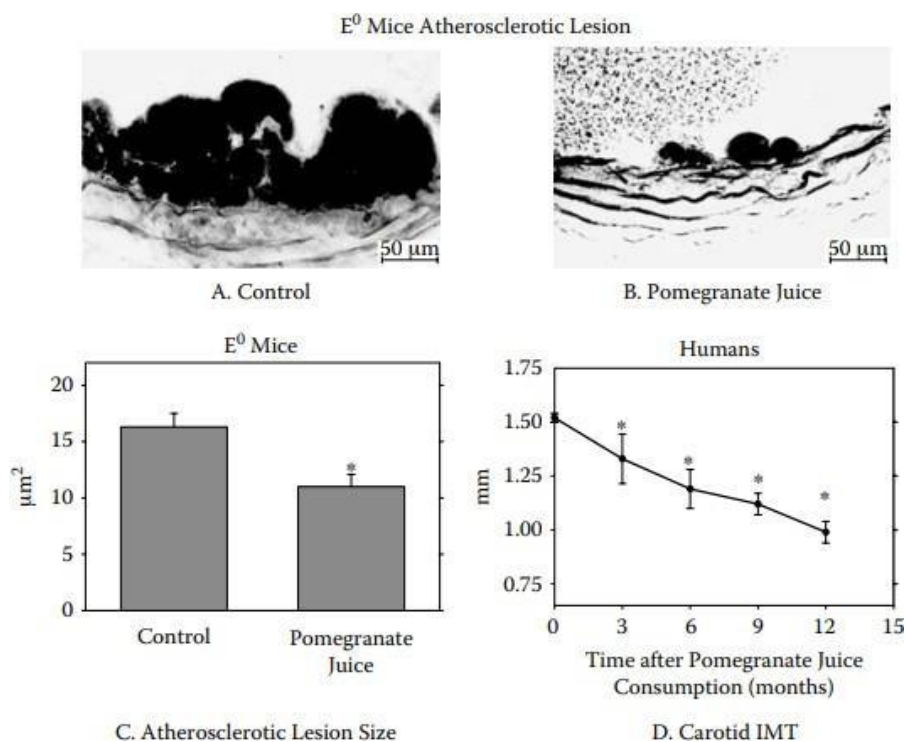 E⁰ Mice Atherosclerotic Lesion
50 μm
50 μm
A. Control
B. Pomegranate Juice
E⁰ Mice
20
15
10
5
0
μm²
*
Control
Pomegranate
Juice
C. Atherosclerotic Lesion Size
Humans
1.75
1.50
1.25
1.00
0.75
mm
*
*
*
*
0 3 6 9 12 15
Time after Pomegranate Juice
Consumption (months)
D. Carotid IMT